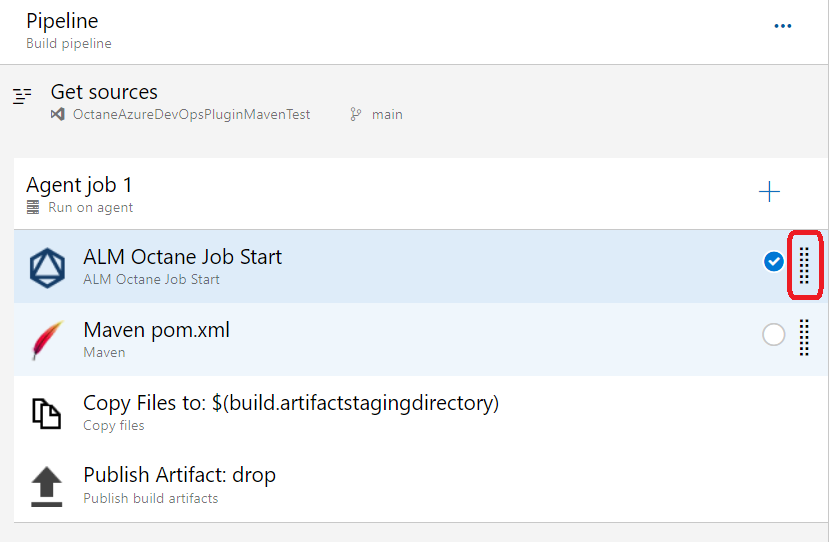 Pipeline
Build pipeline
Get sources
OctaneAzureDevOpsPluginMavenTest main
Agent job 1
Run on agent
ALM Octane Job Start
ALM Octane Job Start
Maven pom.xml
Maven
Copy Files to: $(build.artifactstagingdirectory)
Copy files
Publish Artifact: drop
Publish build artifacts